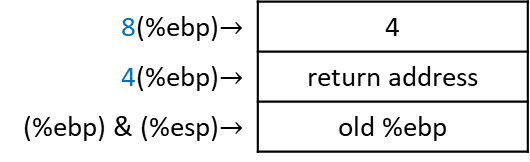 8(%ebp)→ 4
4(%ebp)→ return address
(%ebp) & (%esp)→ old %ebp